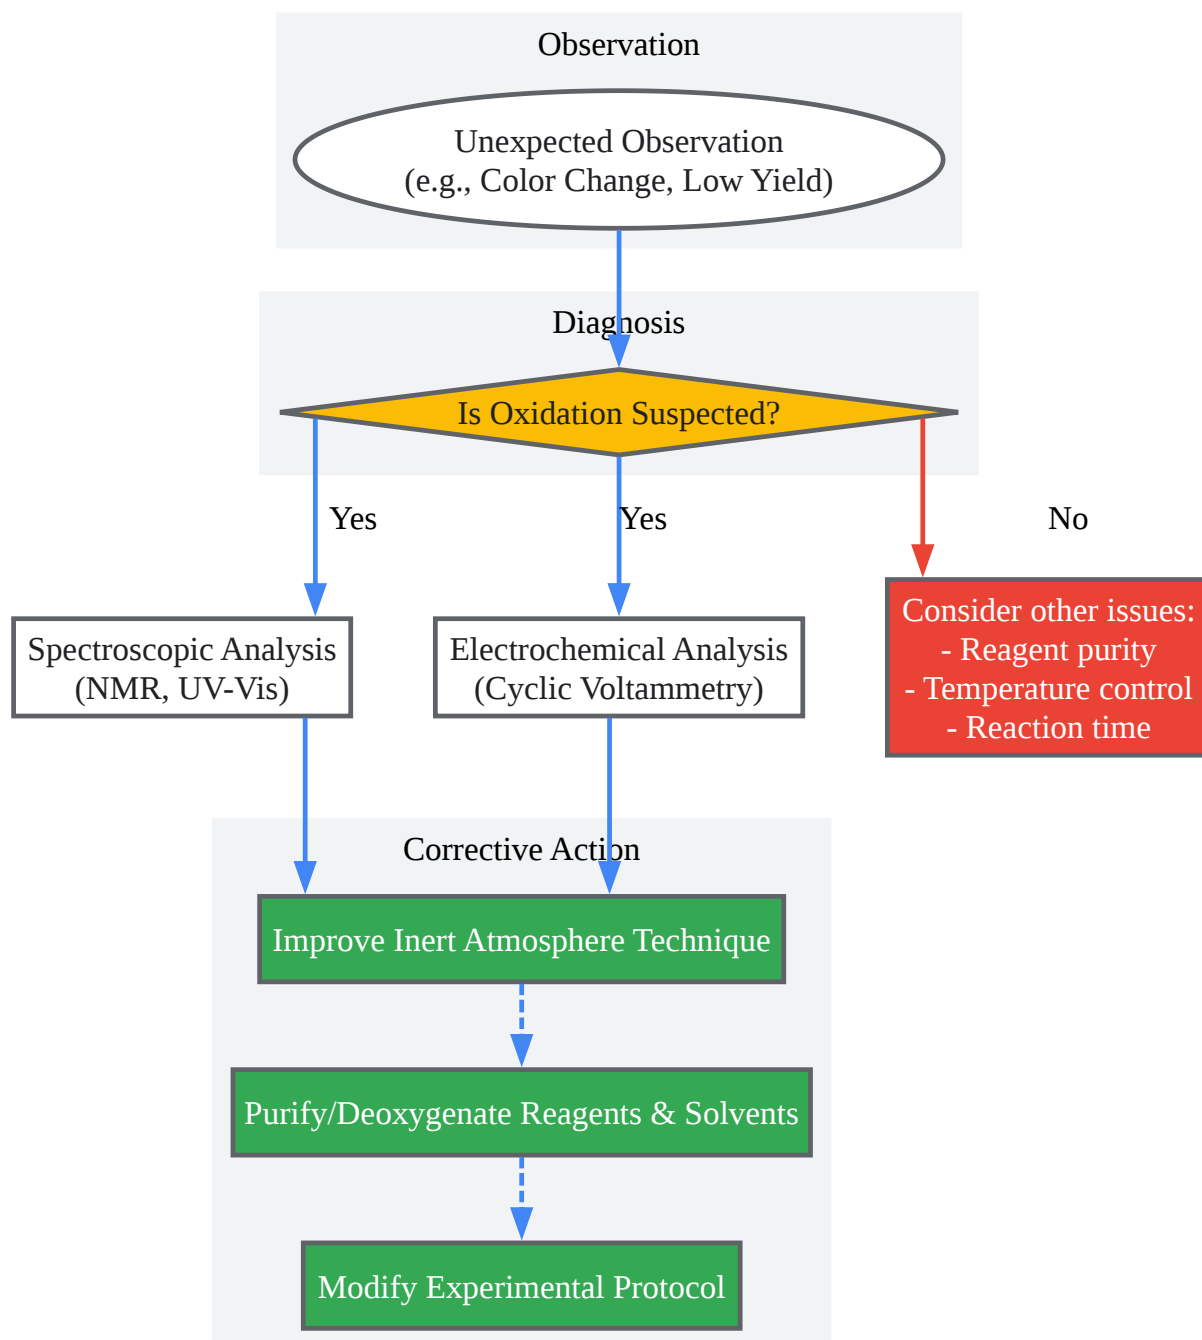 Observation
Unexpected Observation
(e.g., Color Change, Low Yield)
Diagnosis
Is Oxidation Suspected?
Yes
Yes
No
Spectroscopic Analysis
(NMR, UV-Vis)
Electrochemical Analysis
(Cyclic Voltammetry)
Consider other issues:
- Reagent purity
- Temperature control
- Reaction time
Corrective Action
Improve Inert Atmosphere Technique
Purify/Deoxygenate Reagents & Solvents
Modify Experimental Protocol